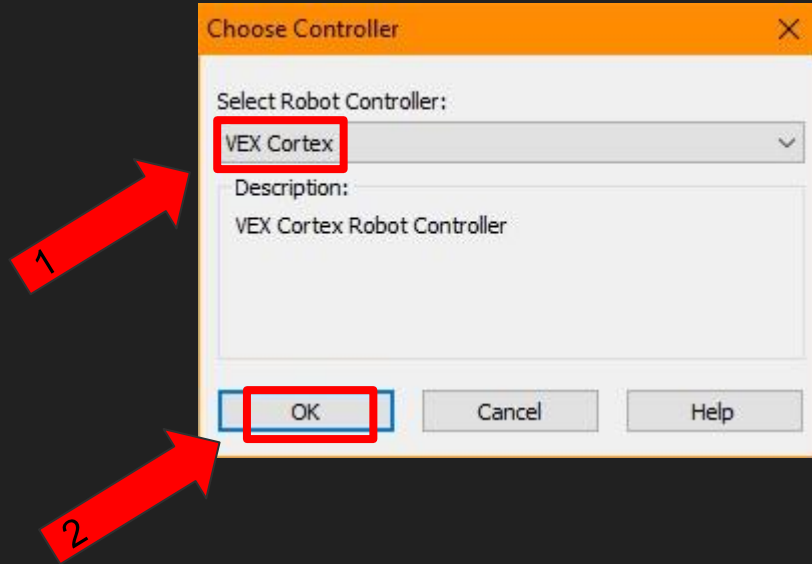 Choose Controller
Select Robot Controller:
VEX Cortex
Description:
VEX Cortex Robot Controller
1
OK Cancel Help
2